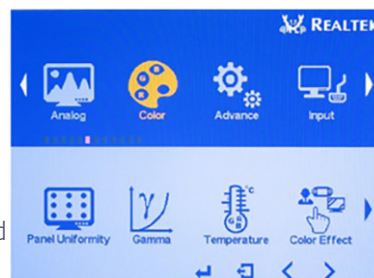 REALTEK
Analog Color Advance Input
d
Panel Uniformity Gamma Temperature Color Effect